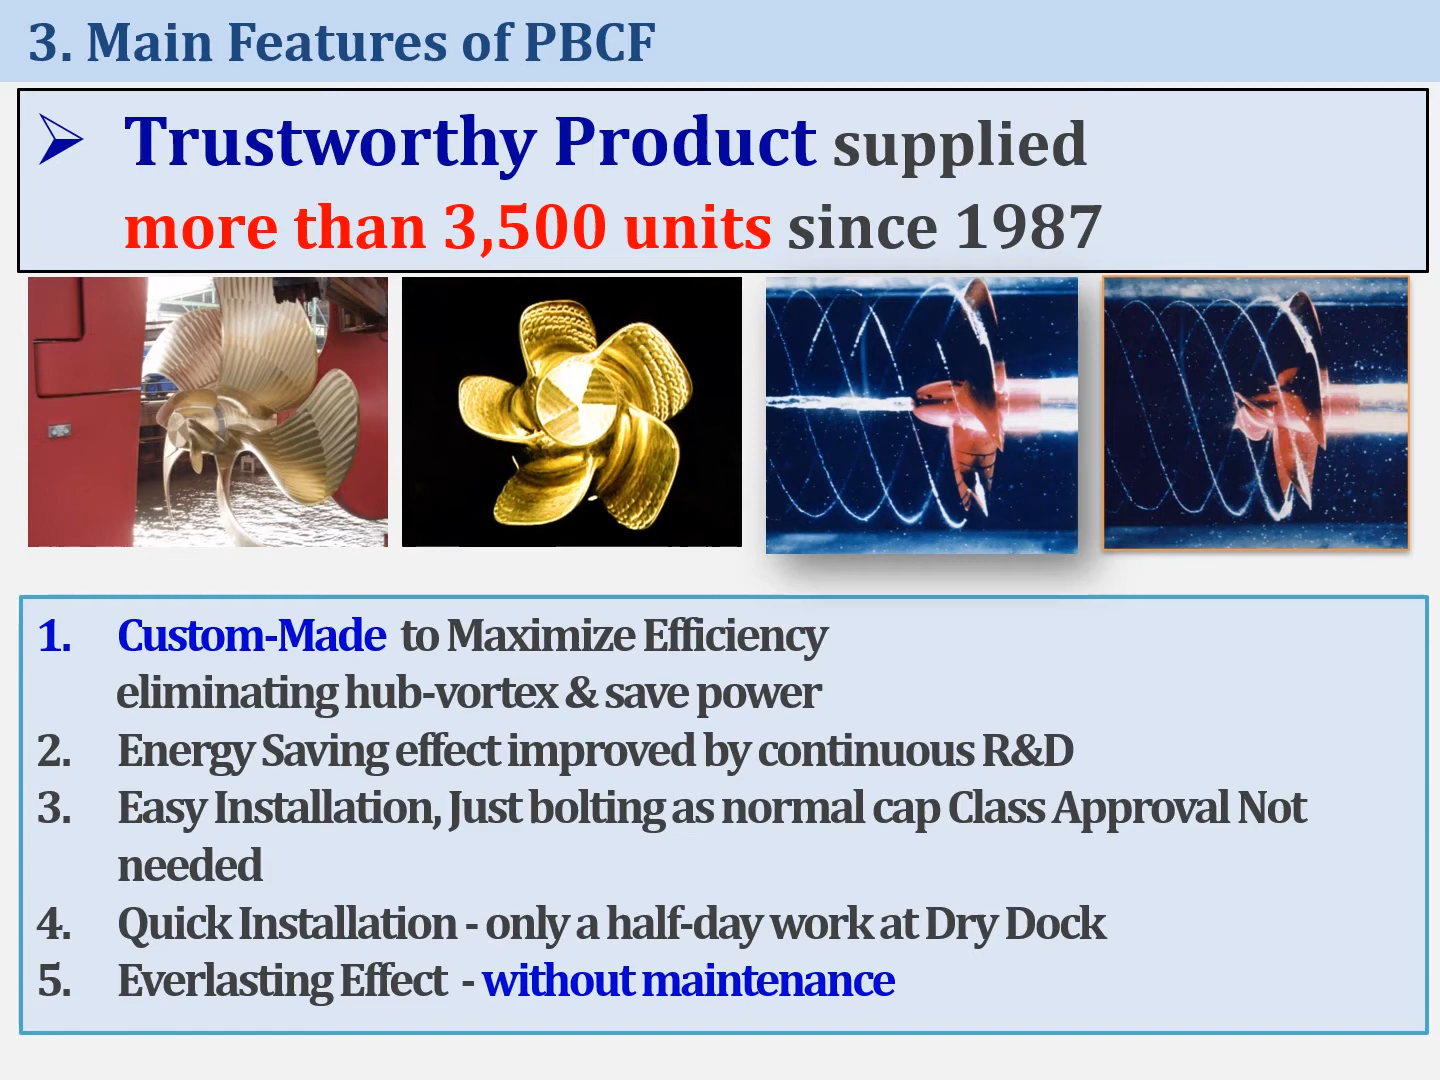 3. Main Features of PBCF
➢ Trustworthy Product supplied
more than 3,500 units since 1987
1. Custom-Made to Maximize Efficiency
eliminating hub-vortex & save power
2. Energy Saving effect improved by continuous R&D
3. Easy Installation, Just bolting as normal cap Class Approval Not
needed
4. Quick Installation - only a half-day work at Dry Dock
5. Everlasting Effect - without maintenance